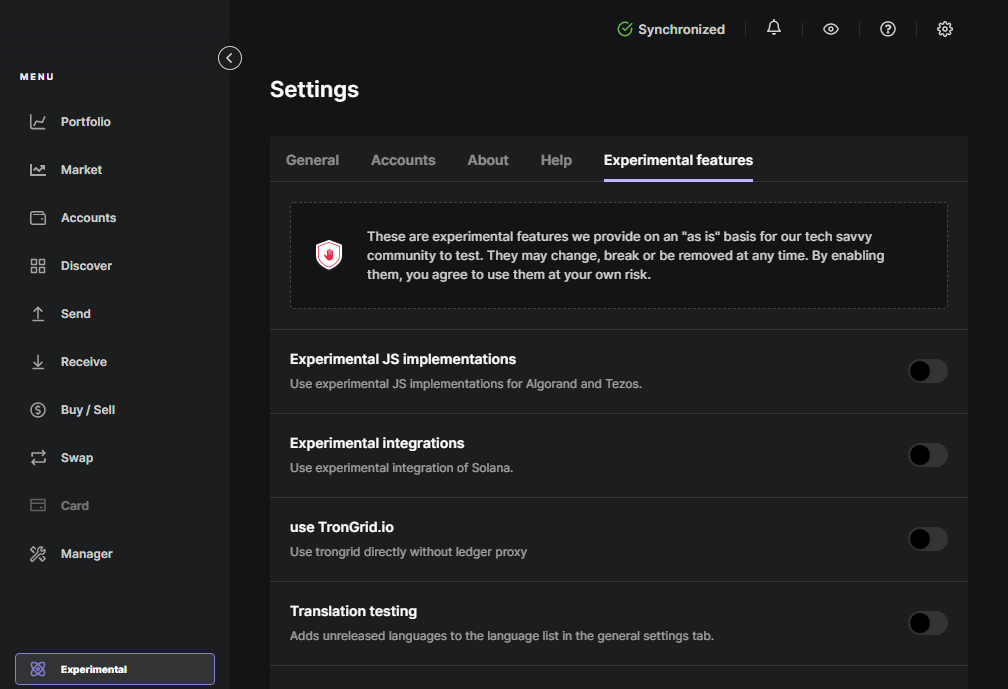 Synchronized
MENU
Portfolio
Market
Accounts
Discover
Send
Receive
Buy / Sell
Swap
Card
Manager
Experimental
Settings
General Accounts About Help Experimental features
These are experimental features we provide on an "as is" basis for our tech savvy
community to test. They may change, break or be removed at any time. By enabling
them, you agree to use them at your own risk.
Experimental JS implementations
Use experimental JS implementations for Algorand and Tezos.
Experimental integrations
Use experimental integration of Solana.
use TronGrid.io
Use trongrid directly without ledger proxy
Translation testing
Adds unreleased languages to the language list in the general settings tab.